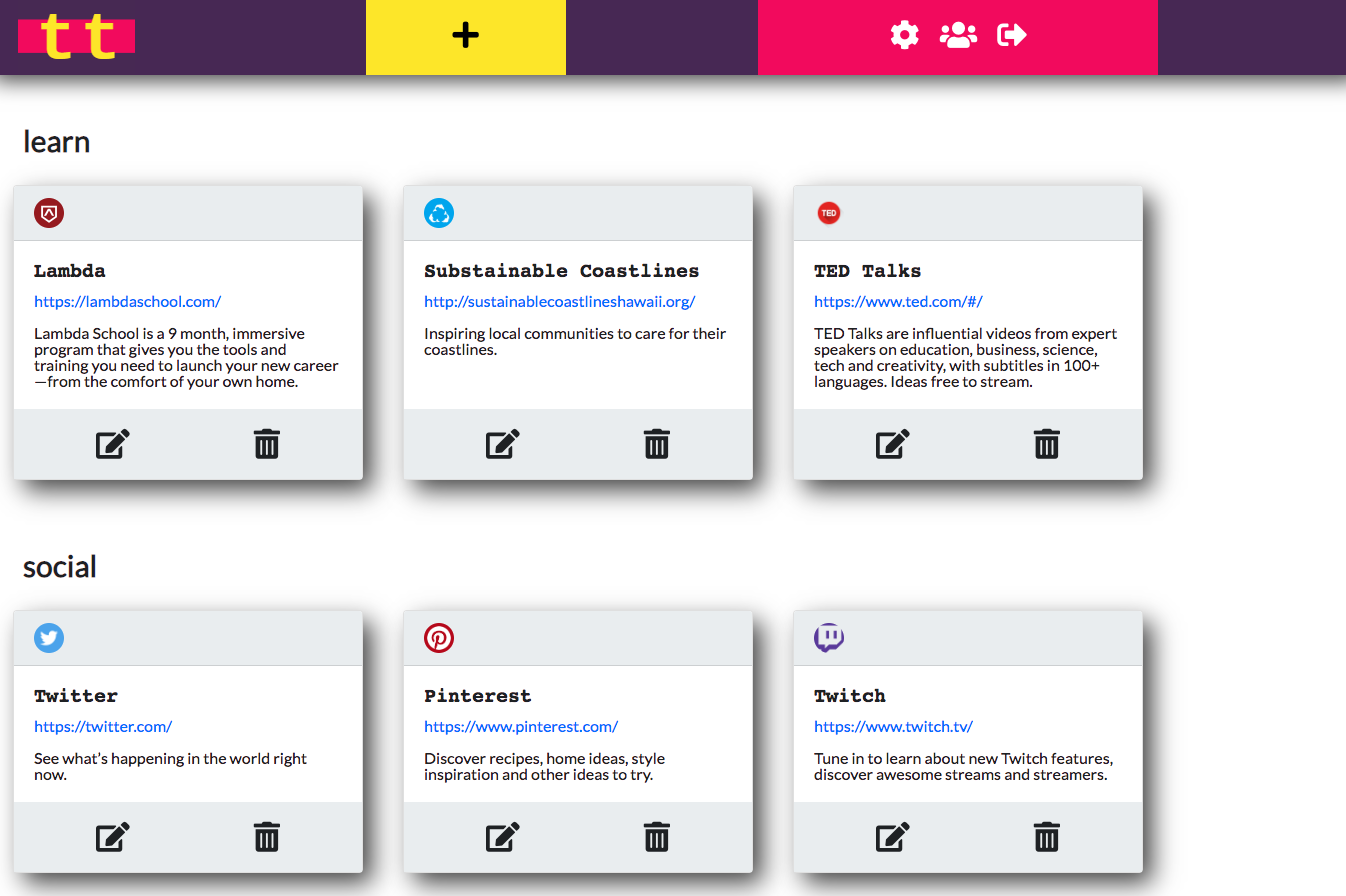 tt
learn
TED
Lambda
Substainable Coastlines
TED Talks
https://lambdaschool.com/
http://sustainablecoastlineshawaii.org/
https://www.ted.com/#/
Lambda School is a 9 month, immersive
program that gives you the tools and
training you need to launch your new career
—from the comfort of your own home.
Inspiring local communities to care for their
coastlines.
TED Talks are influential videos from expert
speakers on education, business, science,
tech and creativity, with subtitles in 100+
languages. Ideas free to stream.
social
Twitter
Pinterest
Twitch
https://twitter.com/
https://www.pinterest.com/
https://www.twitch.tv/
See what’s happening in the world right
now.
Discover recipes, home ideas, style
inspiration and other ideas to try.
Tune in to learn about new Twitch features,
discover awesome streams and streamers.